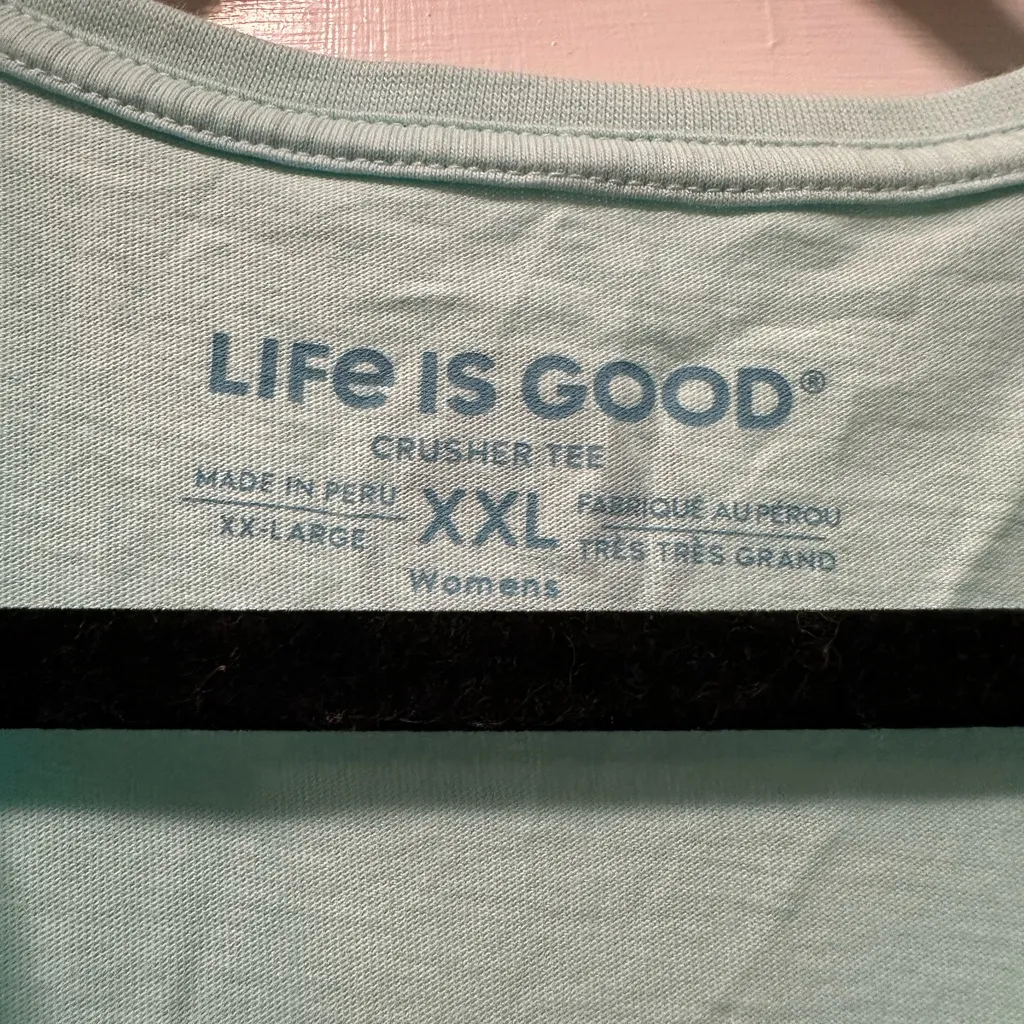 LIFe IS GOOD®
CRUSHER TEE
MADE IN PERU
XX-LARGE
XXL
FABRIQUÉ AU PÉROU
TRÈS TRÈS GRAND
Womens